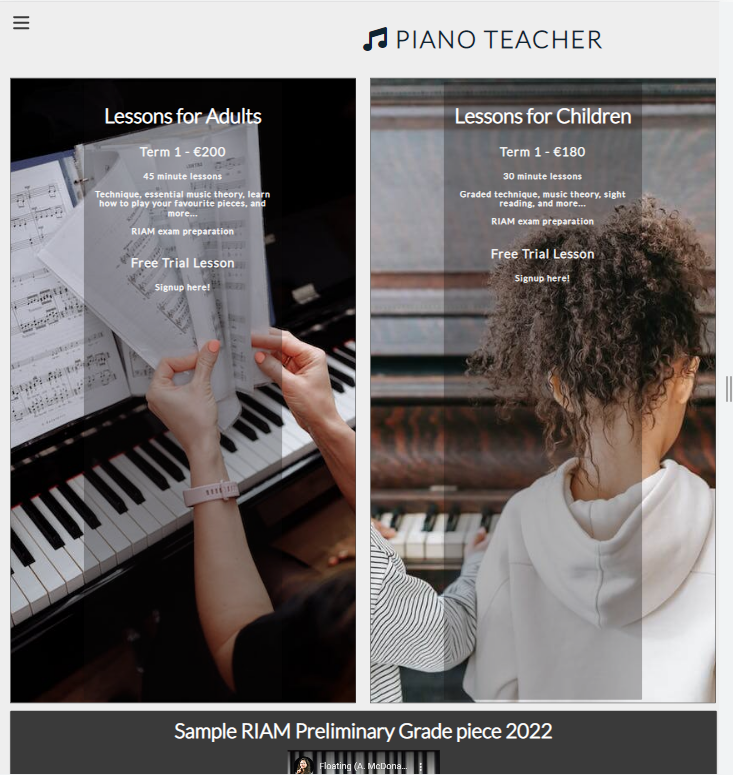 PIANO TEACHER
Lessons for Adults
Term 1 - €200
45 minute lessons
Technique, essential music theory, learn
how to play your favourite pieces, and
more...
RIAM exam preparation
Free Trial Lesson
Signup here!
Lessons for Children
Term 1 - €180
30 minute lessons
Graded technique, music theory, sight
reading, and more...
RIAM exam preparation
Free Trial Lesson
Signup here!
Sample RIAM Preliminary Grade piece 2022
Floating (A. McDona...